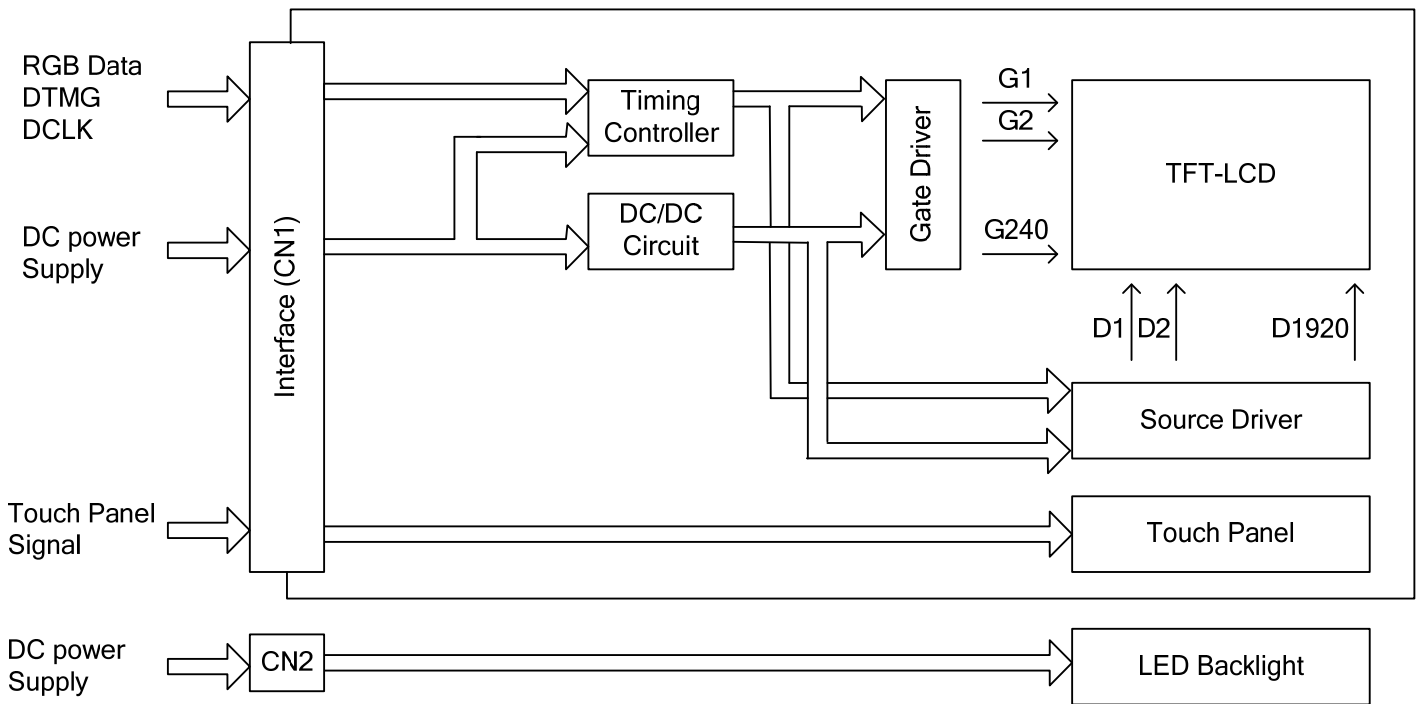 RGB Data
DTMG
DCLK
DC power
Supply
Touch Panel
Signal
DC power
Supply
Interface (CN1)
CN2
Timing
Controller
DC/DC
Circuit
Gate Driver
G1
G2
G240
TFT-LCD
D1
D2
D1920
Source Driver
Touch Panel
LED Backlight